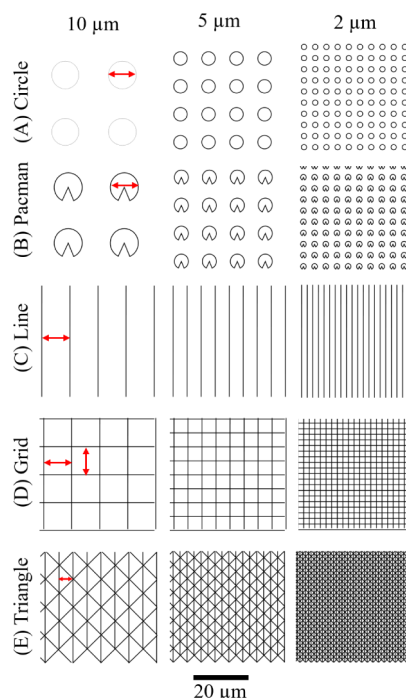 10 µm 5 µm 2 µm
(A) Circle
(B) Pacman
(C) Line
(D) Grid
(E) Triangle
20 µm